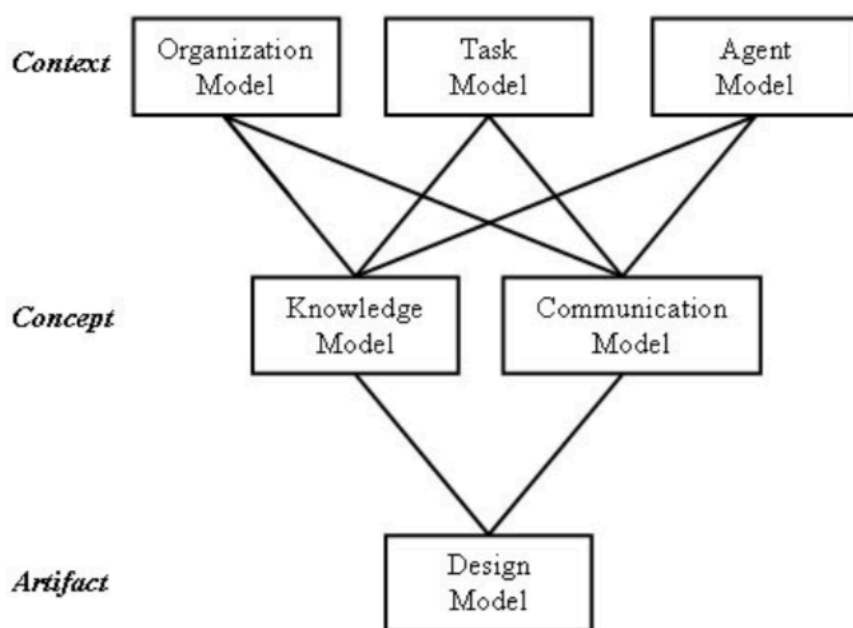 Context
Organization
Model
Task
Model
Agent
Model
Concept
Knowledge
Model
Communication
Model
Artifact
Design
Model